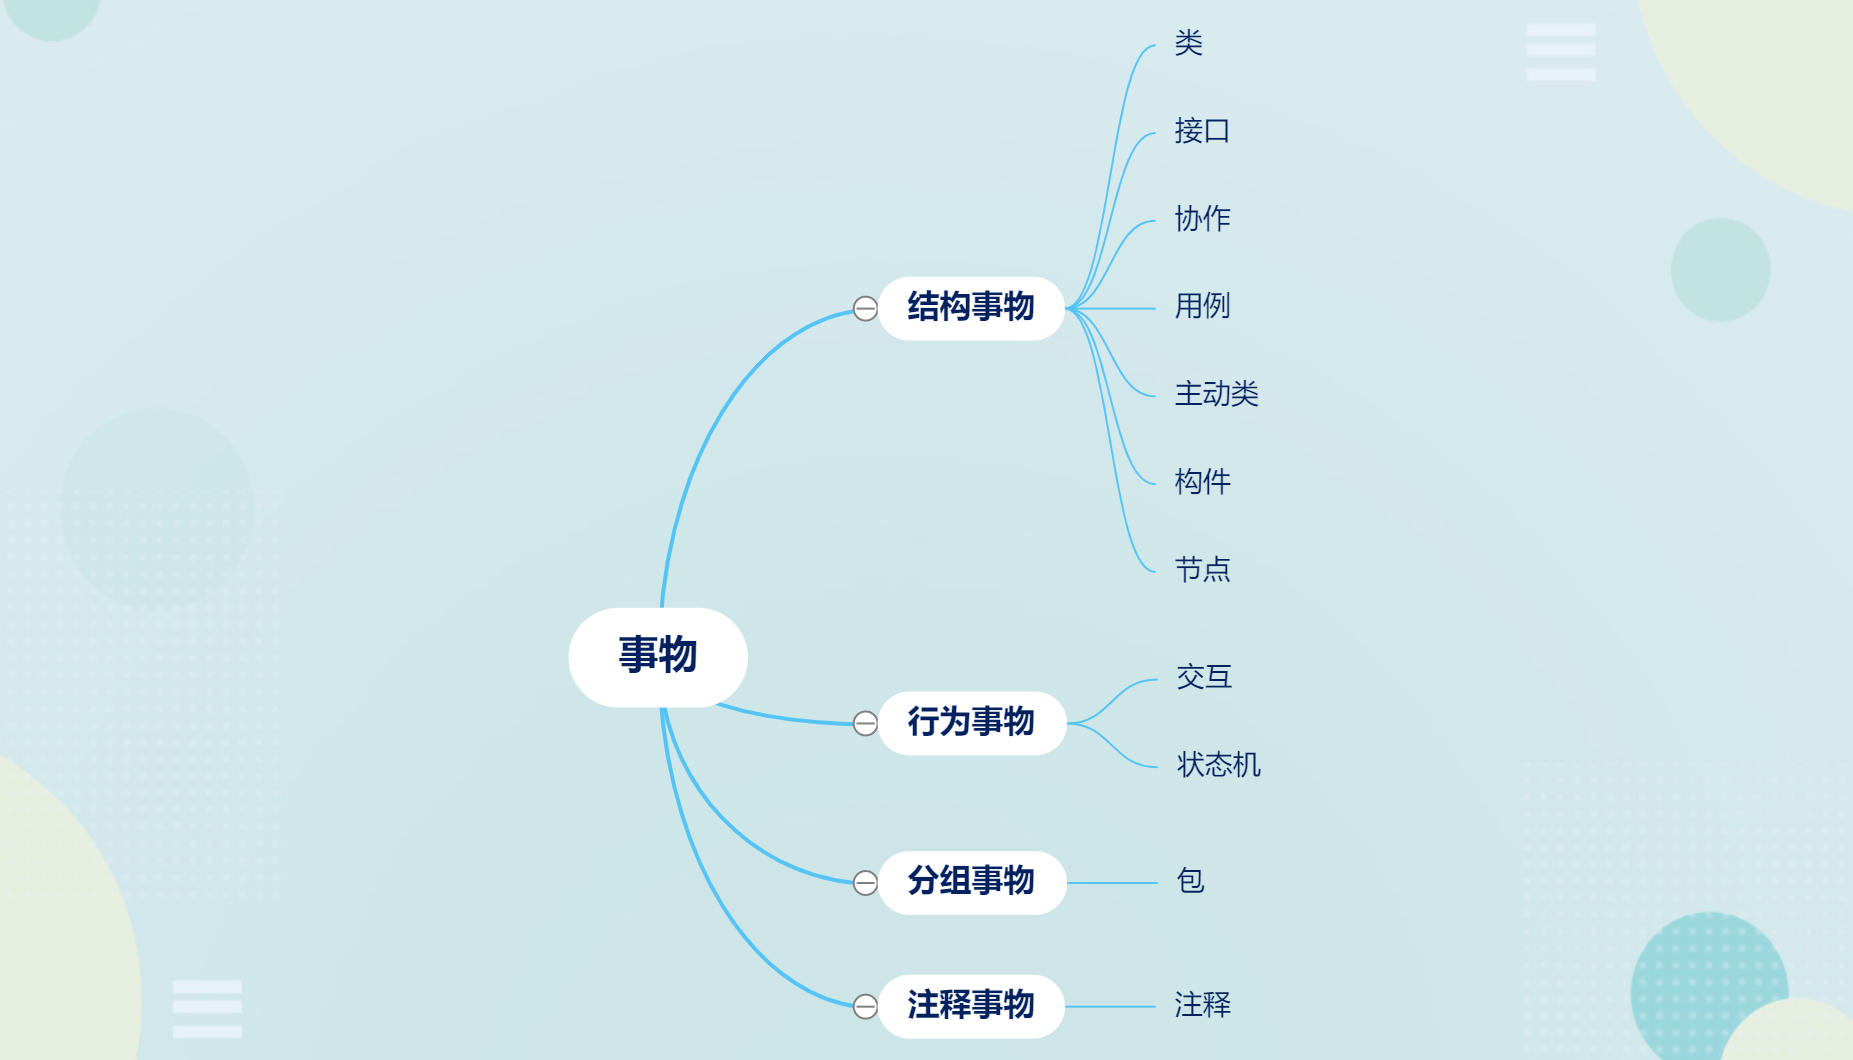 事物
结构事物
类
接口
协作
用例
主动类
构件
节点
行为事物
交互
状态机
分组事物
包
注释事物
注释